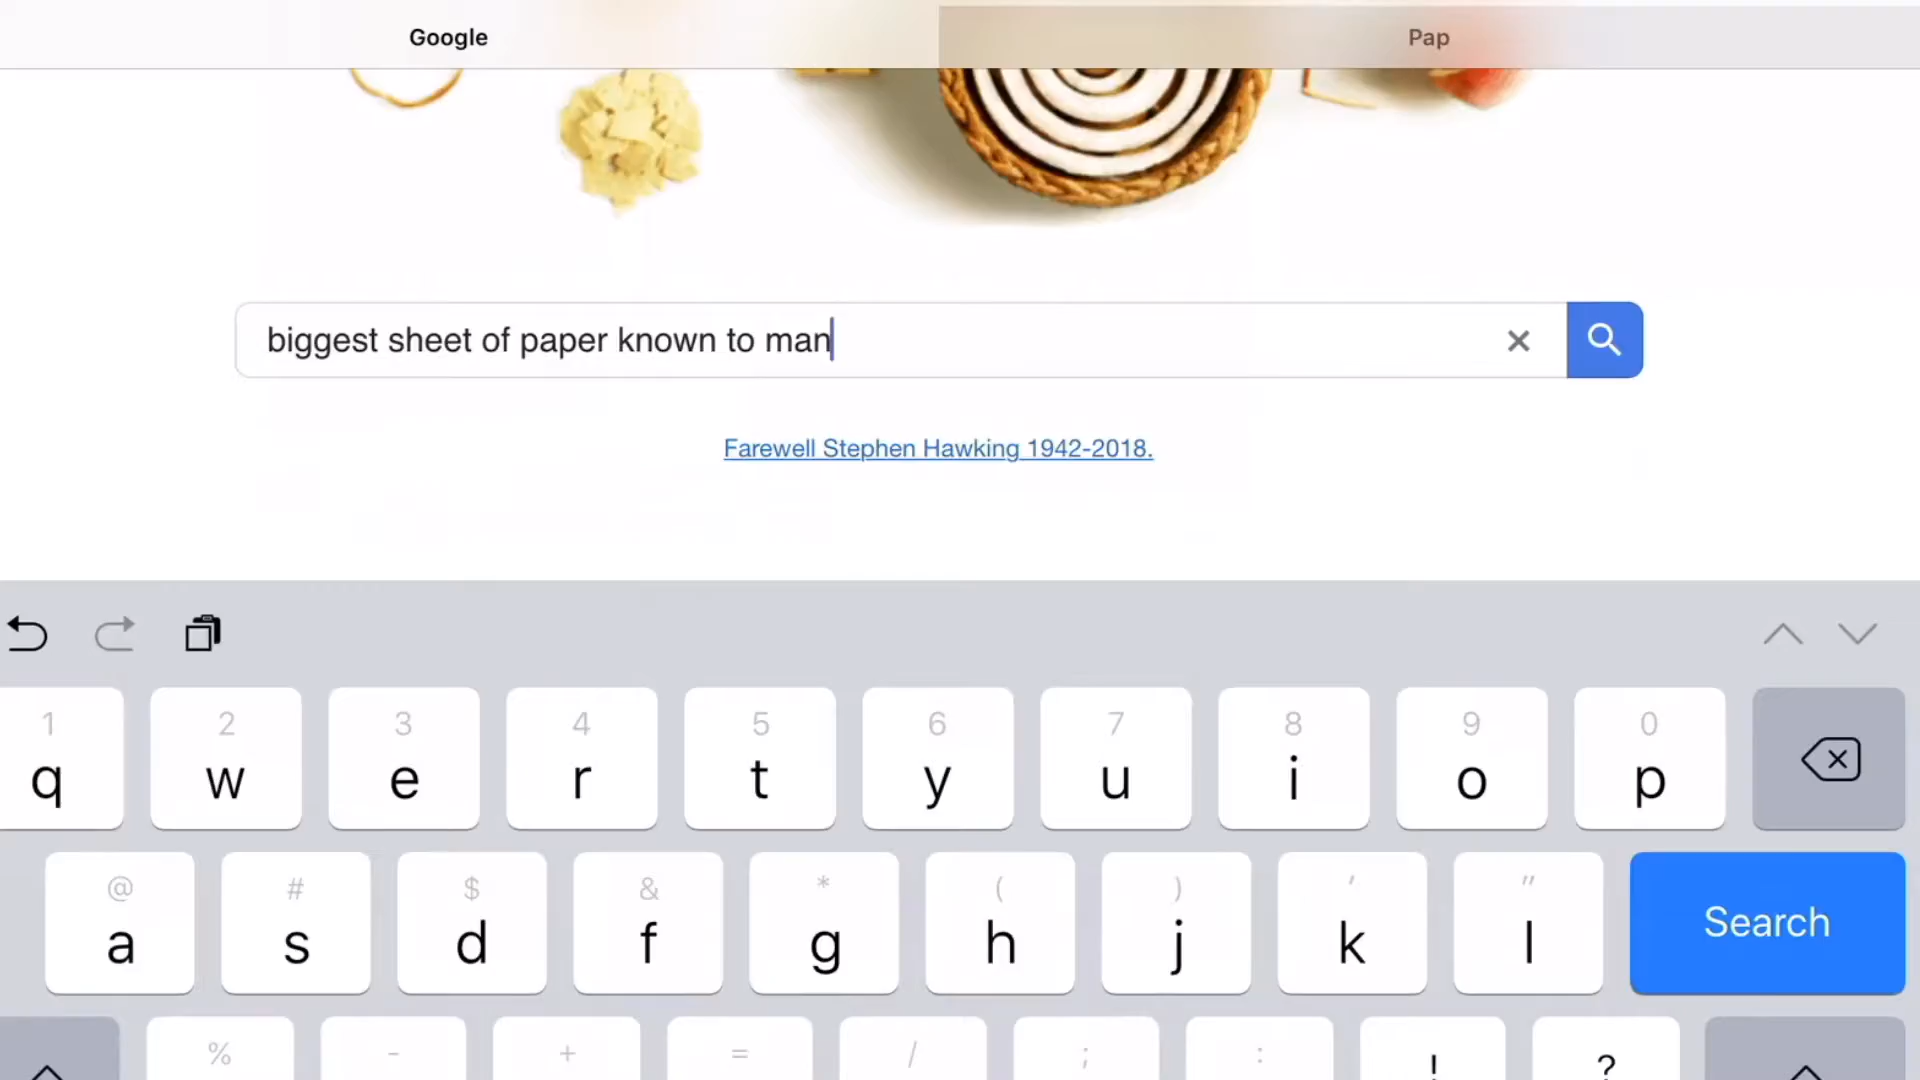 Google
Pap
biggest sheet of paper known to man
Farewell Stephen Hawking 1942-2018.
1 2 3 4 5 6 7 8 9 0
q w e r t y u i o p
@ # $ & * ( ) ' "
a s d f g h j k l Search
% - + = / ; : ! ?